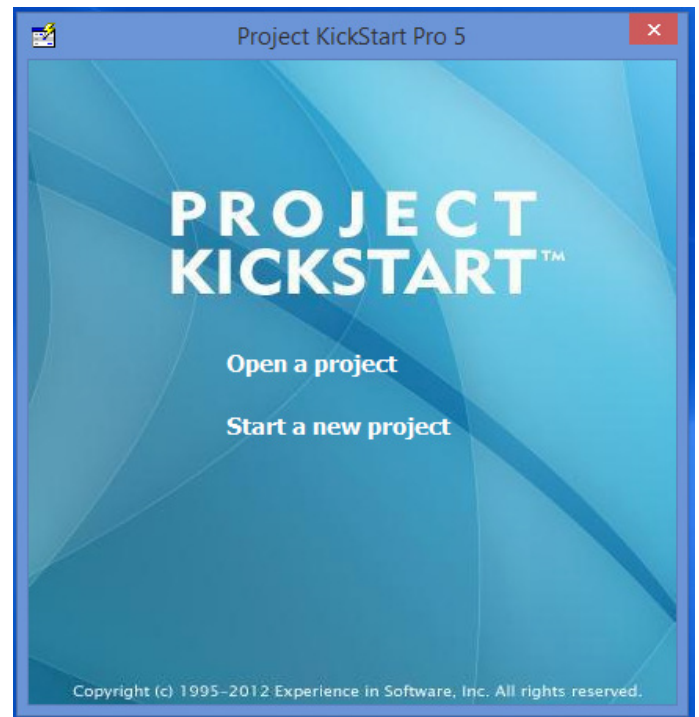 Project KickStart Pro 5
PROJECT
KICKSTART™
Open a project
Start a new project
Copyright (c) 1995-2012 Experience in Software, Inc. All rights reserved.